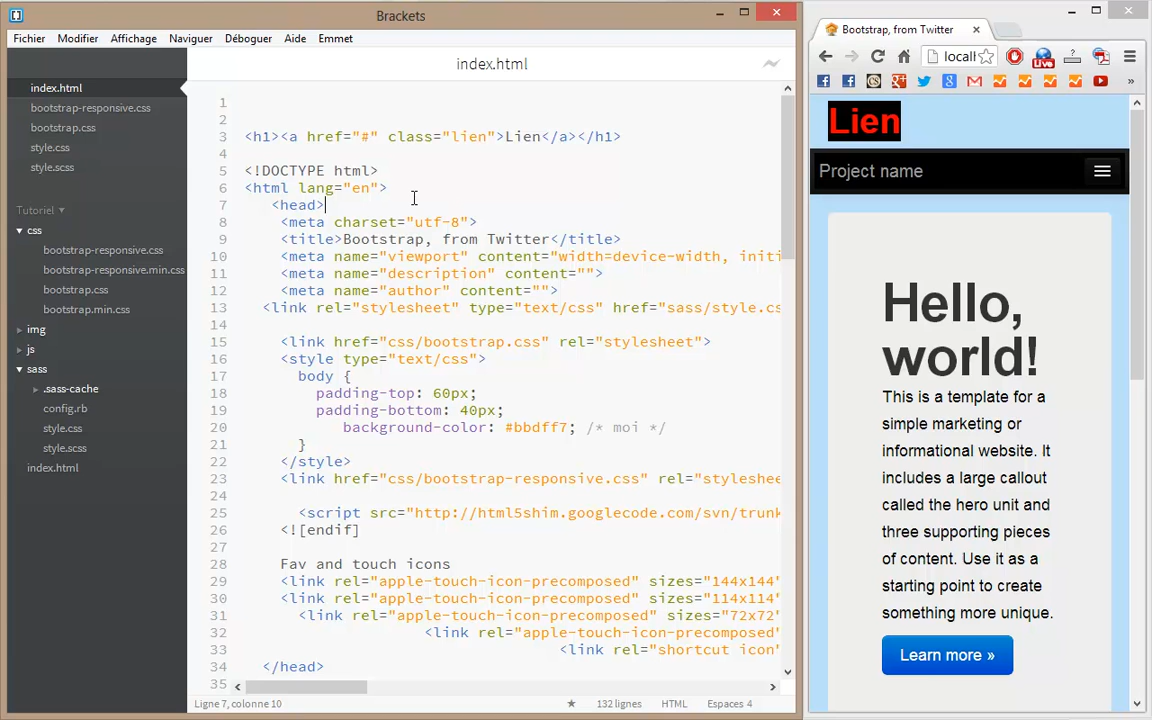 Brackets
Fichier Modifier Affichage Naviguer Déboguer Aide Emmet
index.html
bootstrap-responsive.css
bootstrap.css
style.css
style.scss
Tutoriel
css
bootstrap-responsive.css
bootstrap-responsive.min.css
bootstrap.css
bootstrap.min.css
img
js
sass
.sass-cache
config.rb
style.css
style.scss
index.html
index.html
1
2
3 <h1><a href="#" class="lien">Lien</a></h1>
4
5 <!DOCTYPE html>
6 <html lang="en">
7 <head>
8 <meta charset="utf-8">
9 <title>Bootstrap, from Twitter</title>
10 <meta name="viewport" content="width=device-width, initi
11 <meta name="description" content="">
12 <meta name="author" content="">
13 <link rel="stylesheet" type="text/css" href="sass/style.cs
14
15 <link href="css/bootstrap.css" rel="stylesheet">
16 <style type="text/css">
17 body {
18 padding-top: 60px;
19 padding-bottom: 40px;
20 background-color: #bbdff7; /* moi */
21 }
22 </style>
23 <link href="css/bootstrap-responsive.css" rel="styleshee
24
25 <script src="http://html5shim.googlecode.com/svn/trunk
26 <![endif]
27
28 Fav and touch icons
29 <link rel="apple-touch-icon-precomposed" sizes="144x144"
30 <link rel="apple-touch-icon-precomposed" sizes="114x114"
31 <link rel="apple-touch-icon-precomposed" sizes="72x72"
32 <link rel="apple-touch-icon-precomposed"
33 <link rel="shortcut icon"
34 </head>
35
Ligne 7, colonne 10 132 lignes HTML Espaces 4
Bootstrap, from Twitter
locall
LIVE
Lien
Project name
Hello,
world!
This is a template for a
simple marketing or
informational website. It
includes a large callout
called the hero unit and
three supporting pieces
of content. Use it as a
starting point to create
something more unique.
Learn more »